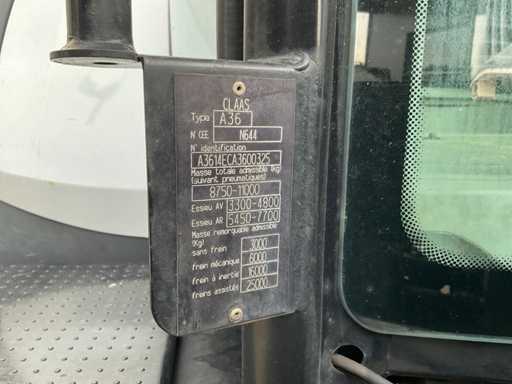 CLAAS
Type A36
N° CEE N644
N° identification
A3614ECA3600325
Masse totale admissible (Kg)
(suivant pneumatiques)
8750-11000
Essieu AV 3300-4800
Essieu AR 5450-7700
Masse remorquable admissible
(Kg)
sans frein 3000
frein mécanique 6000
frein à inertie 16000
freins assistés 25000